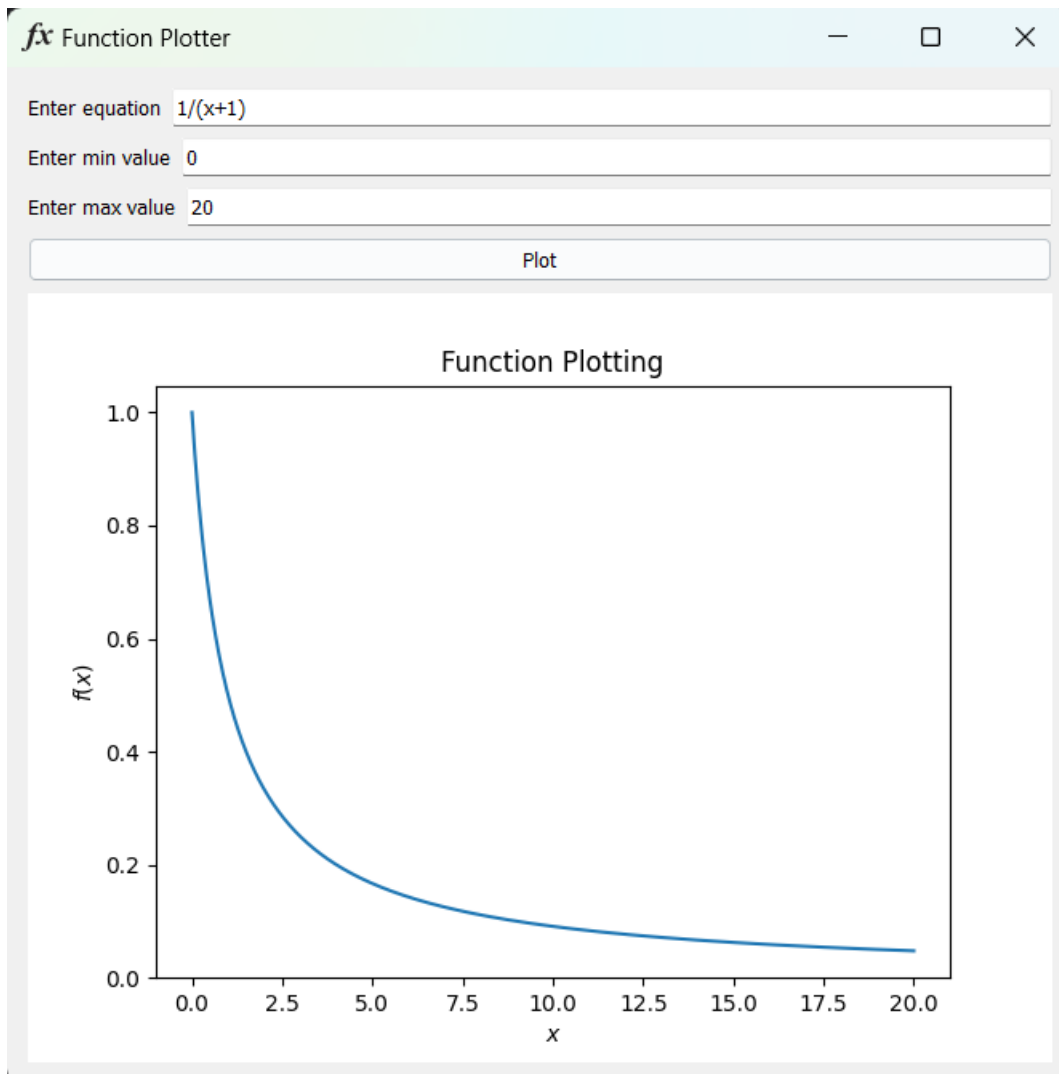 fx Function Plotter
Enter equation 1/(x+1)
Enter min value 0
Enter max value 20
Plot
Function Plotting
1.0
0.8
0.6
0.4
0.2
0.0
f(x)
0.0 2.5 5.0 7.5 10.0 12.5 15.0 17.5 20.0
x